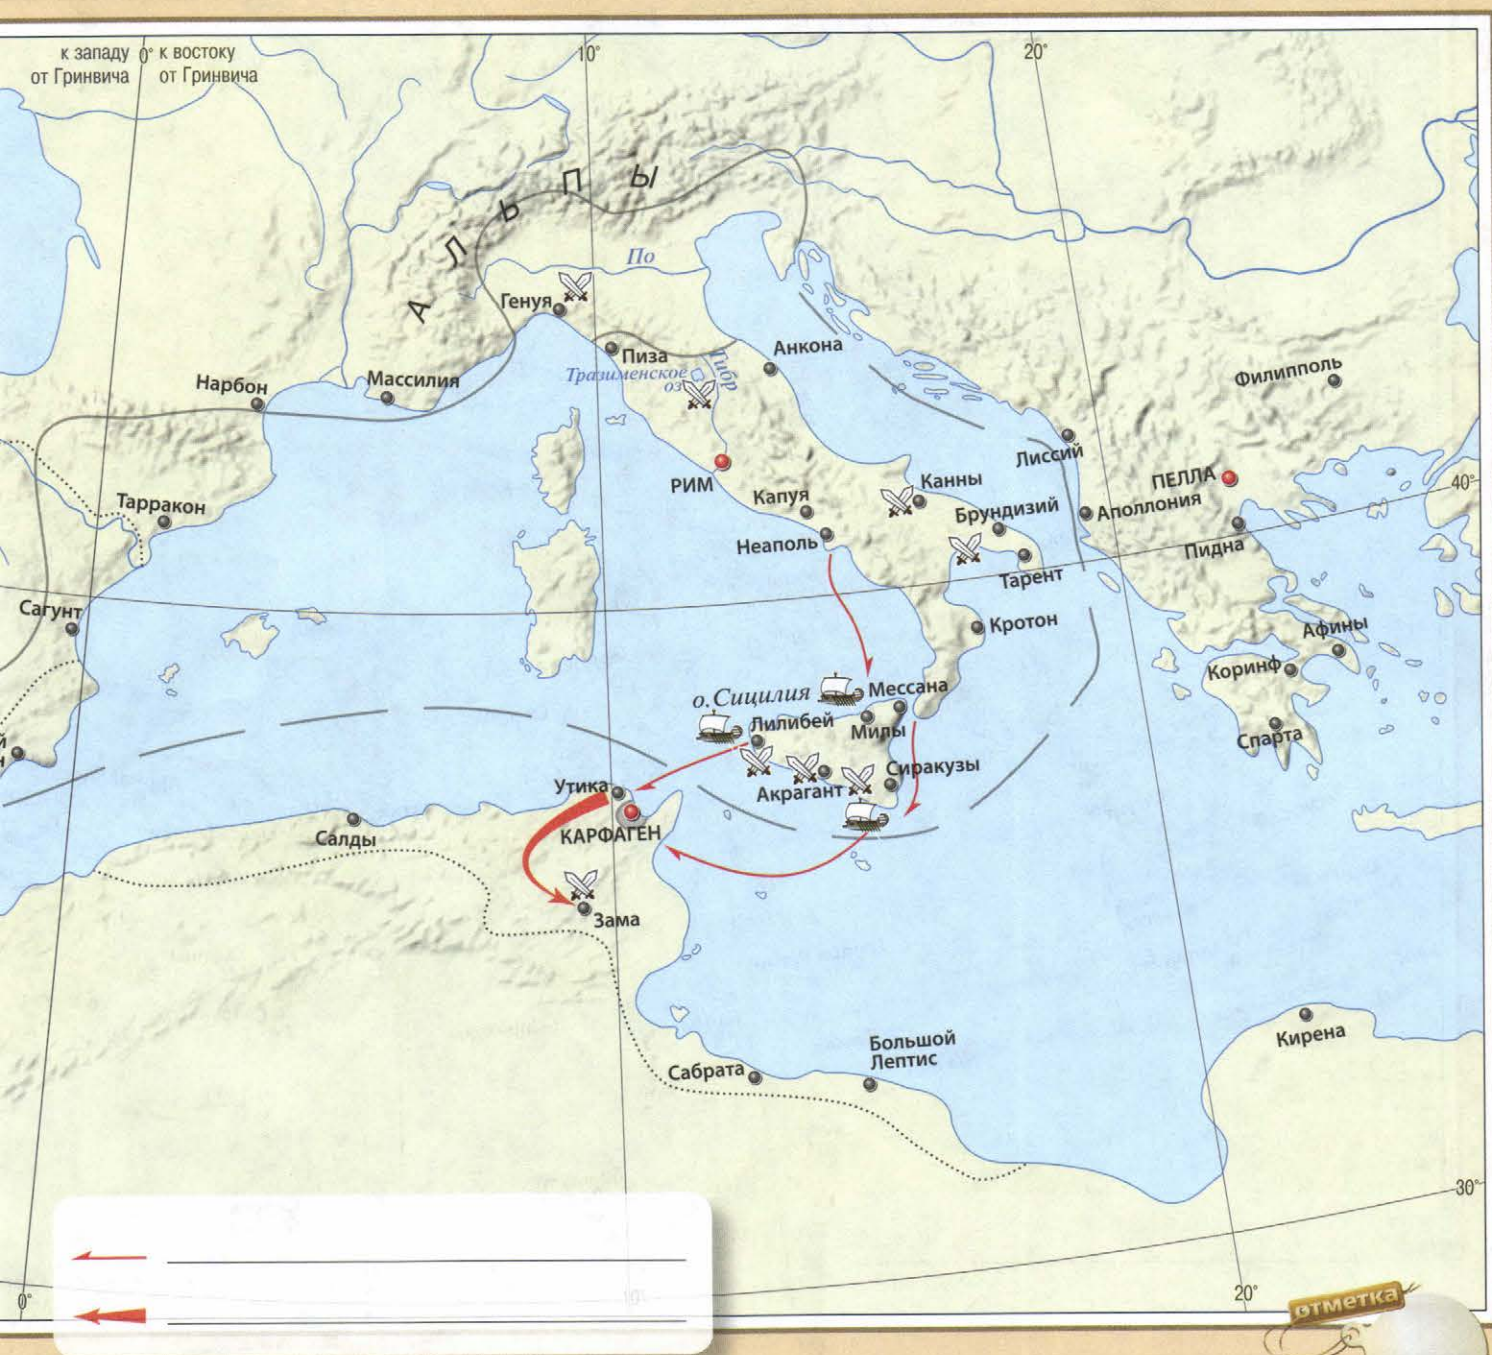 к западу 0° к востоку
от Гринвича от Гринвича
10°
20°
АЛЬПЫ
По
Генуя
Пиза
Анкона
Тразименское
оз
Тибр
Нарбон
Массилия
Филипполь
Лиссий
ПЕЛЛА
40°
РИМ
Капуя
Канны
Брундизий
Аполлония
Тарракон
Неаполь
Пидна
Тарент
Сагунт
Кротон
Афины
Коринф
о.Сицилия
Мессана
Лилибей
Милы
Спарта
й
н
Сиракузы
Утика
Акрагант
КАРФАГЕН
Салды
Зама
Кирена
Большой
Лептис
Сабрата
30°
0°
20°
отметка